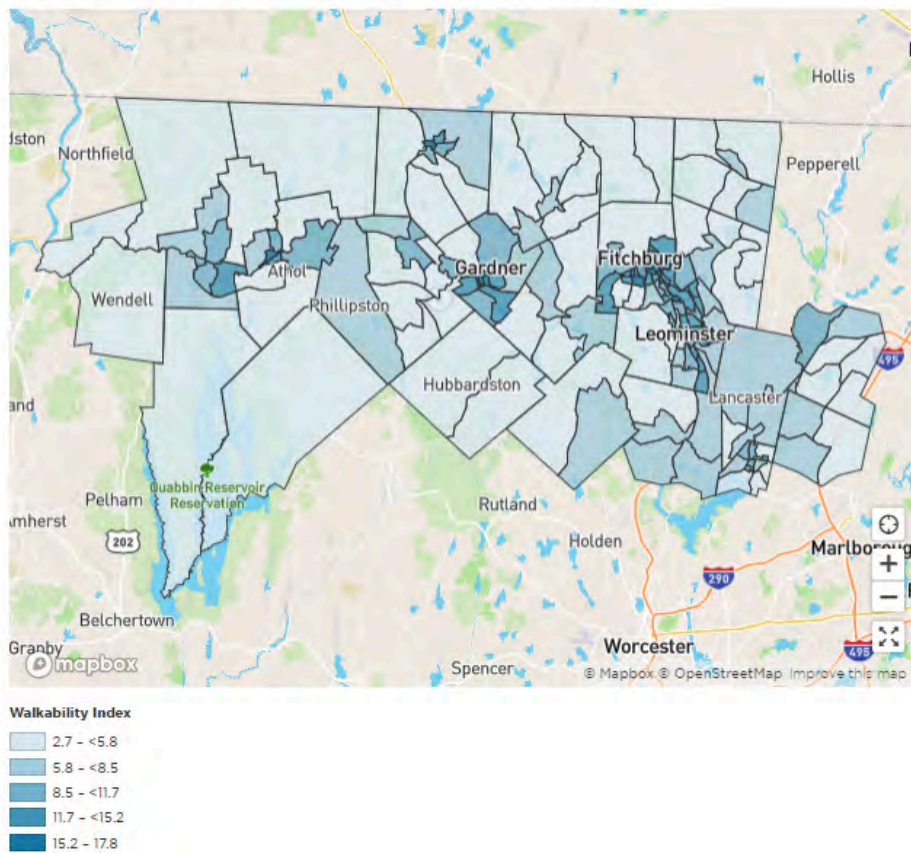 Hollis
dston
Northfield
Pepperell
Athol
Gardner
Fitchburg
Wendell
Phillipston
Leominster
495
Hubbardston
Lancaster
and
Quabbin Reservoir
Reservation
Pelham
Rutland
Amherst
202
Holden
Marlboroug
290
Belchertown
Granby
Worcester
495
mapbox
Spencer
© Mapbox © OpenStreetMap Improve this map
Walkability Index
2.7 - <5.8
5.8 - <8.5
8.5 - <11.7
11.7 - <15.2
15.2 - 17.8